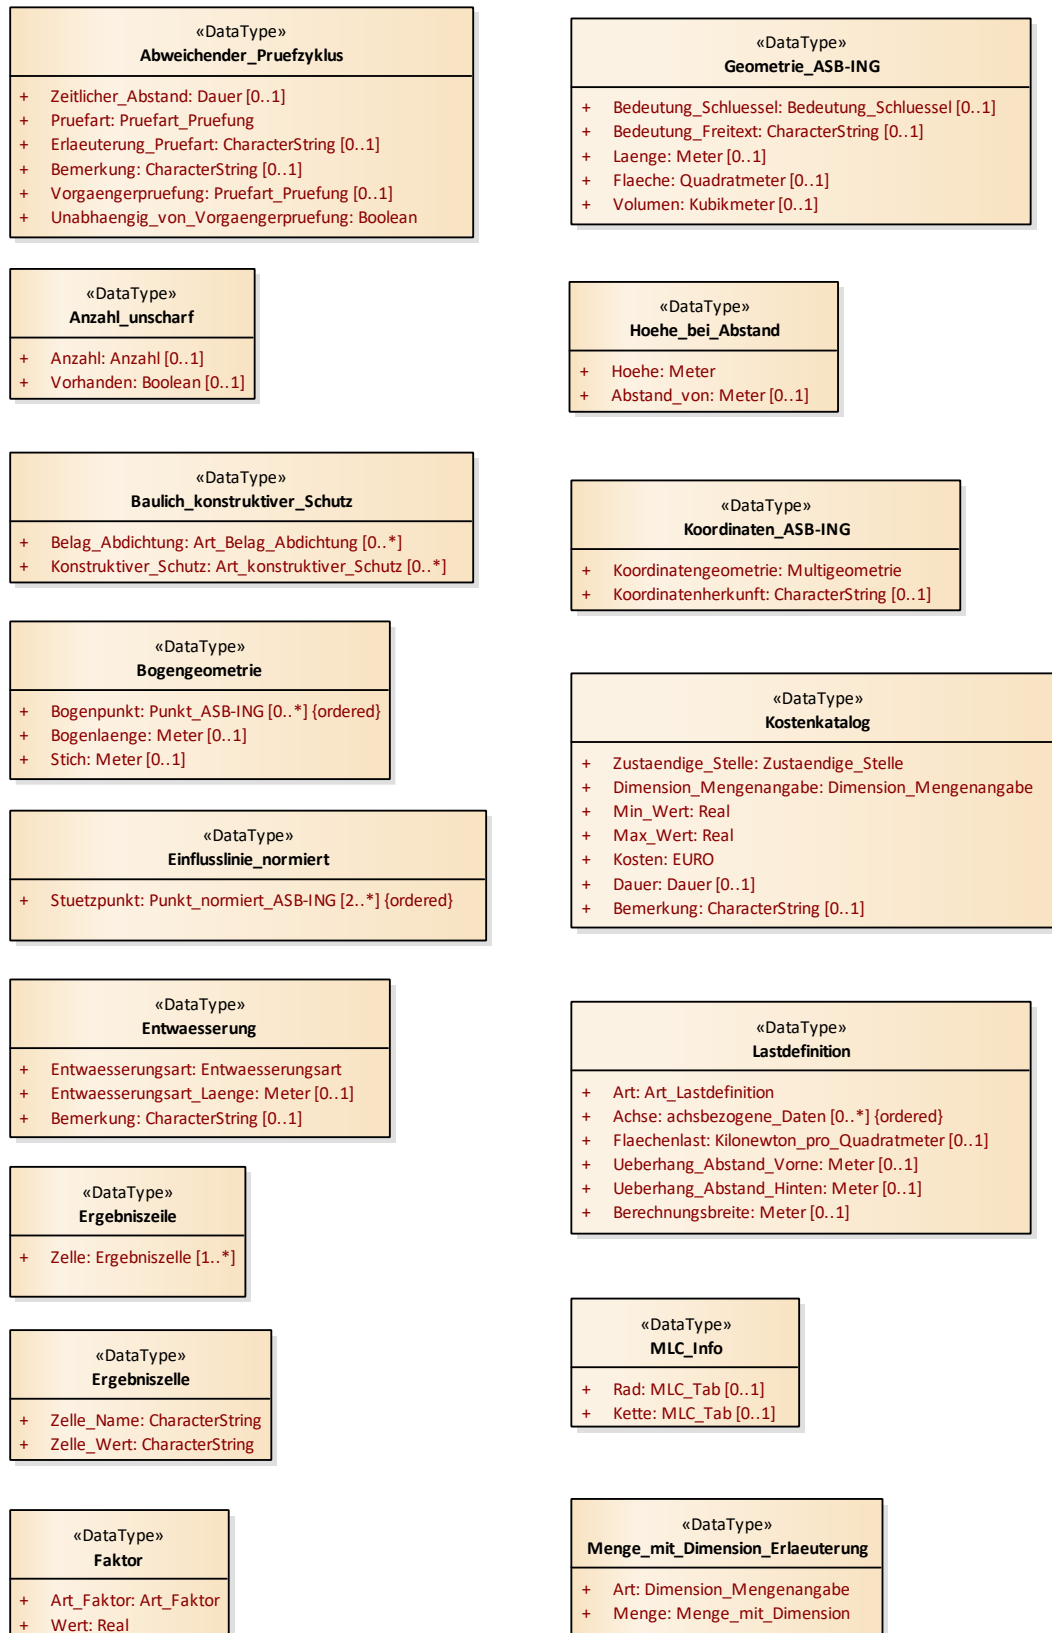 «DataType»
Abweichender_Pruefzyklus
+ Zeitlicher_Abstand: Dauer [0..1]
+ Pruefart: Pruefart_Pruefung
+ Erlaeuterung_Pruefart: CharacterString [0..1]
+ Bemerkung: CharacterString [0..1]
+ Vorgaengerpruefung: Pruefart_Pruefung [0..1]
+ Unabhaengig_von_Vorgaengerpruefung: Boolean
«DataType»
Anzahl_unscharf
+ Anzahl: Anzahl [0..1]
+ Vorhanden: Boolean [0..1]
«DataType»
Baulich_konstruktiver_Schutz
+ Belag_Abdichtung: Art_Belag_Abdichtung [0..*]
+ Konstruktiver_Schutz: Art_konstruktiver_Schutz [0..*]
«DataType»
Bogengeometrie
+ Bogenpunkt: Punkt_ASB-ING [0..*] {ordered}
+ Bogenlaenge: Meter [0..1]
+ Stich: Meter [0..1]
«DataType»
Einflusslinie_normiert
+ Stuetzpunkt: Punkt_normiert_ASB-ING [2..*] {ordered}
«DataType»
Entwaesserung
+ Entwaesserungsart: Entwaesserungsart
+ Entwaesserungsart_Laenge: Meter [0..1]
+ Bemerkung: CharacterString [0..1]
«DataType»
Ergebniszeile
+ Zelle: Ergebniszelle [1..*]
«DataType»
Ergebniszelle
+ Zelle_Name: CharacterString
+ Zelle_Wert: CharacterString
«DataType»
Faktor
+ Art_Faktor: Art_Faktor
+ Wert: Real
«DataType»
Geometrie_ASB-ING
+ Bedeutung_Schluessel: Bedeutung_Schluessel [0..1]
+ Bedeutung_Freitext: CharacterString [0..1]
+ Laenge: Meter [0..1]
+ Flaeche: Quadratmeter [0..1]
+ Volumen: Kubikmeter [0..1]
«DataType»
Hoehe_bei_Abstand
+ Hoehe: Meter
+ Abstand_von: Meter [0..1]
«DataType»
Koordinaten_ASB-ING
+ Koordinatengeometrie: Multigeometrie
+ Koordinatenherkunft: CharacterString [0..1]
«DataType»
Kostenkatalog
+ Zustaendige_Stelle: Zustaendige_Stelle
+ Dimension_Mengenangabe: Dimension_Mengenangabe
+ Min_Wert: Real
+ Max_Wert: Real
+ Kosten: EURO
+ Dauer: Dauer [0..1]
+ Bemerkung: CharacterString [0..1]
«DataType»
Lastdefinition
+ Art: Art_Lastdefinition
+ Achse: achsbezogene_Daten [0..*] {ordered}
+ Flaechenlast: Kilonewton_pro_Quadratmeter [0..1]
+ Ueberhang_Abstand_Vorne: Meter [0..1]
+ Ueberhang_Abstand_Hinten: Meter [0..1]
+ Berechnungsbreite: Meter [0..1]
«DataType»
MLC_Info
+ Rad: MLC_Tab [0..1]
+ Kette: MLC_Tab [0..1]
«DataType»
Menge_mit_Dimension_Erlaeuterung
+ Art: Dimension_Mengenangabe
+ Menge: Menge_mit_Dimension